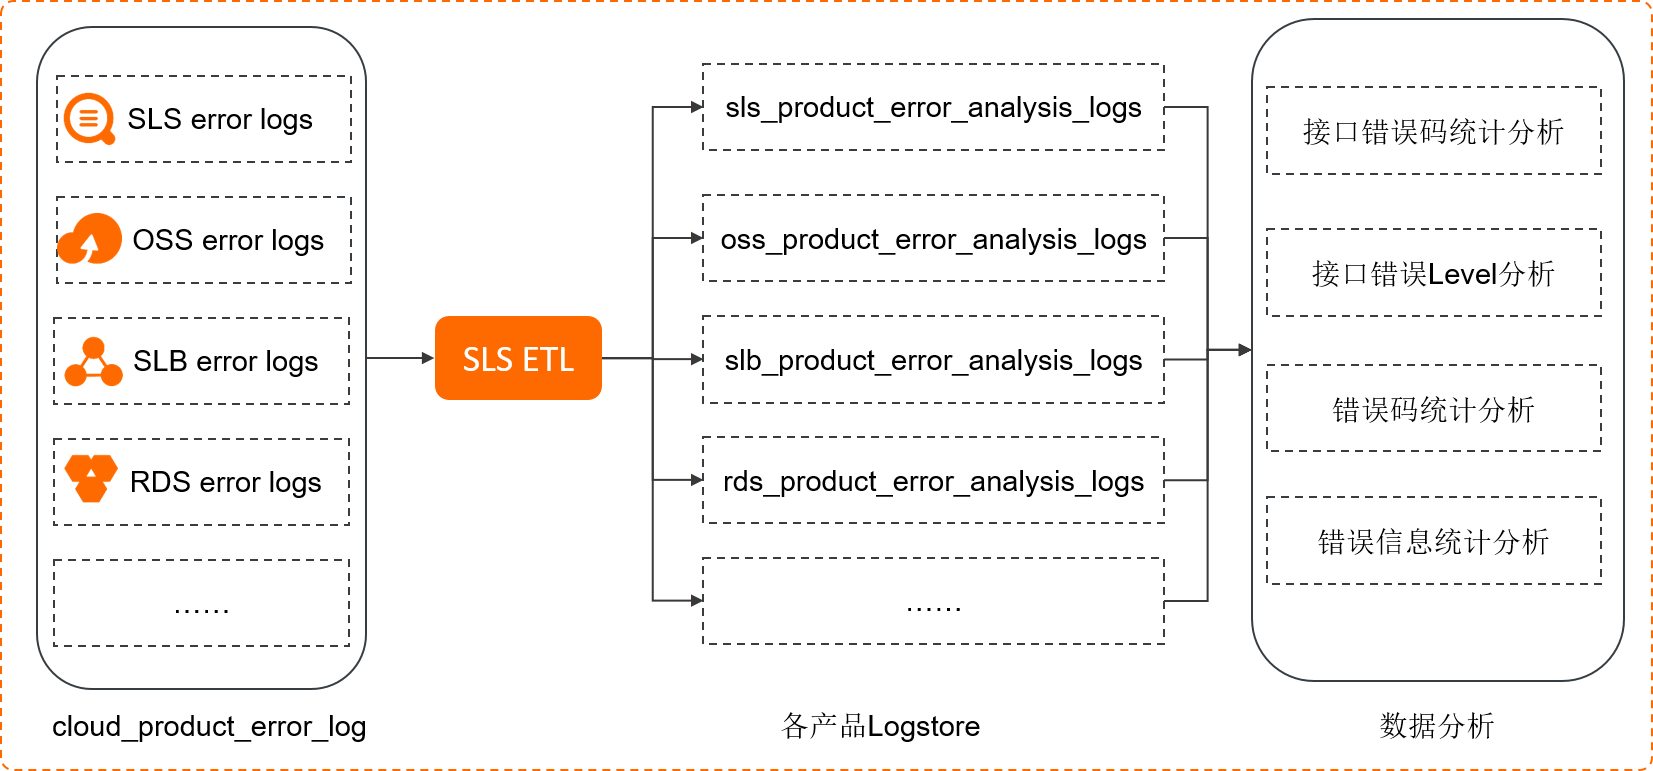 SLS error logs
OSS error logs
SLB error logs
RDS error logs
......
cloud_product_error_log
SLS ETL
sls_product_error_analysis_logs
oss_product_error_analysis_logs
slb_product_error_analysis_logs
rds_product_error_analysis_logs
......
各产品Logstore
接口错误码统计分析
接口错误Level分析
错误码统计分析
错误信息统计分析
数据分析